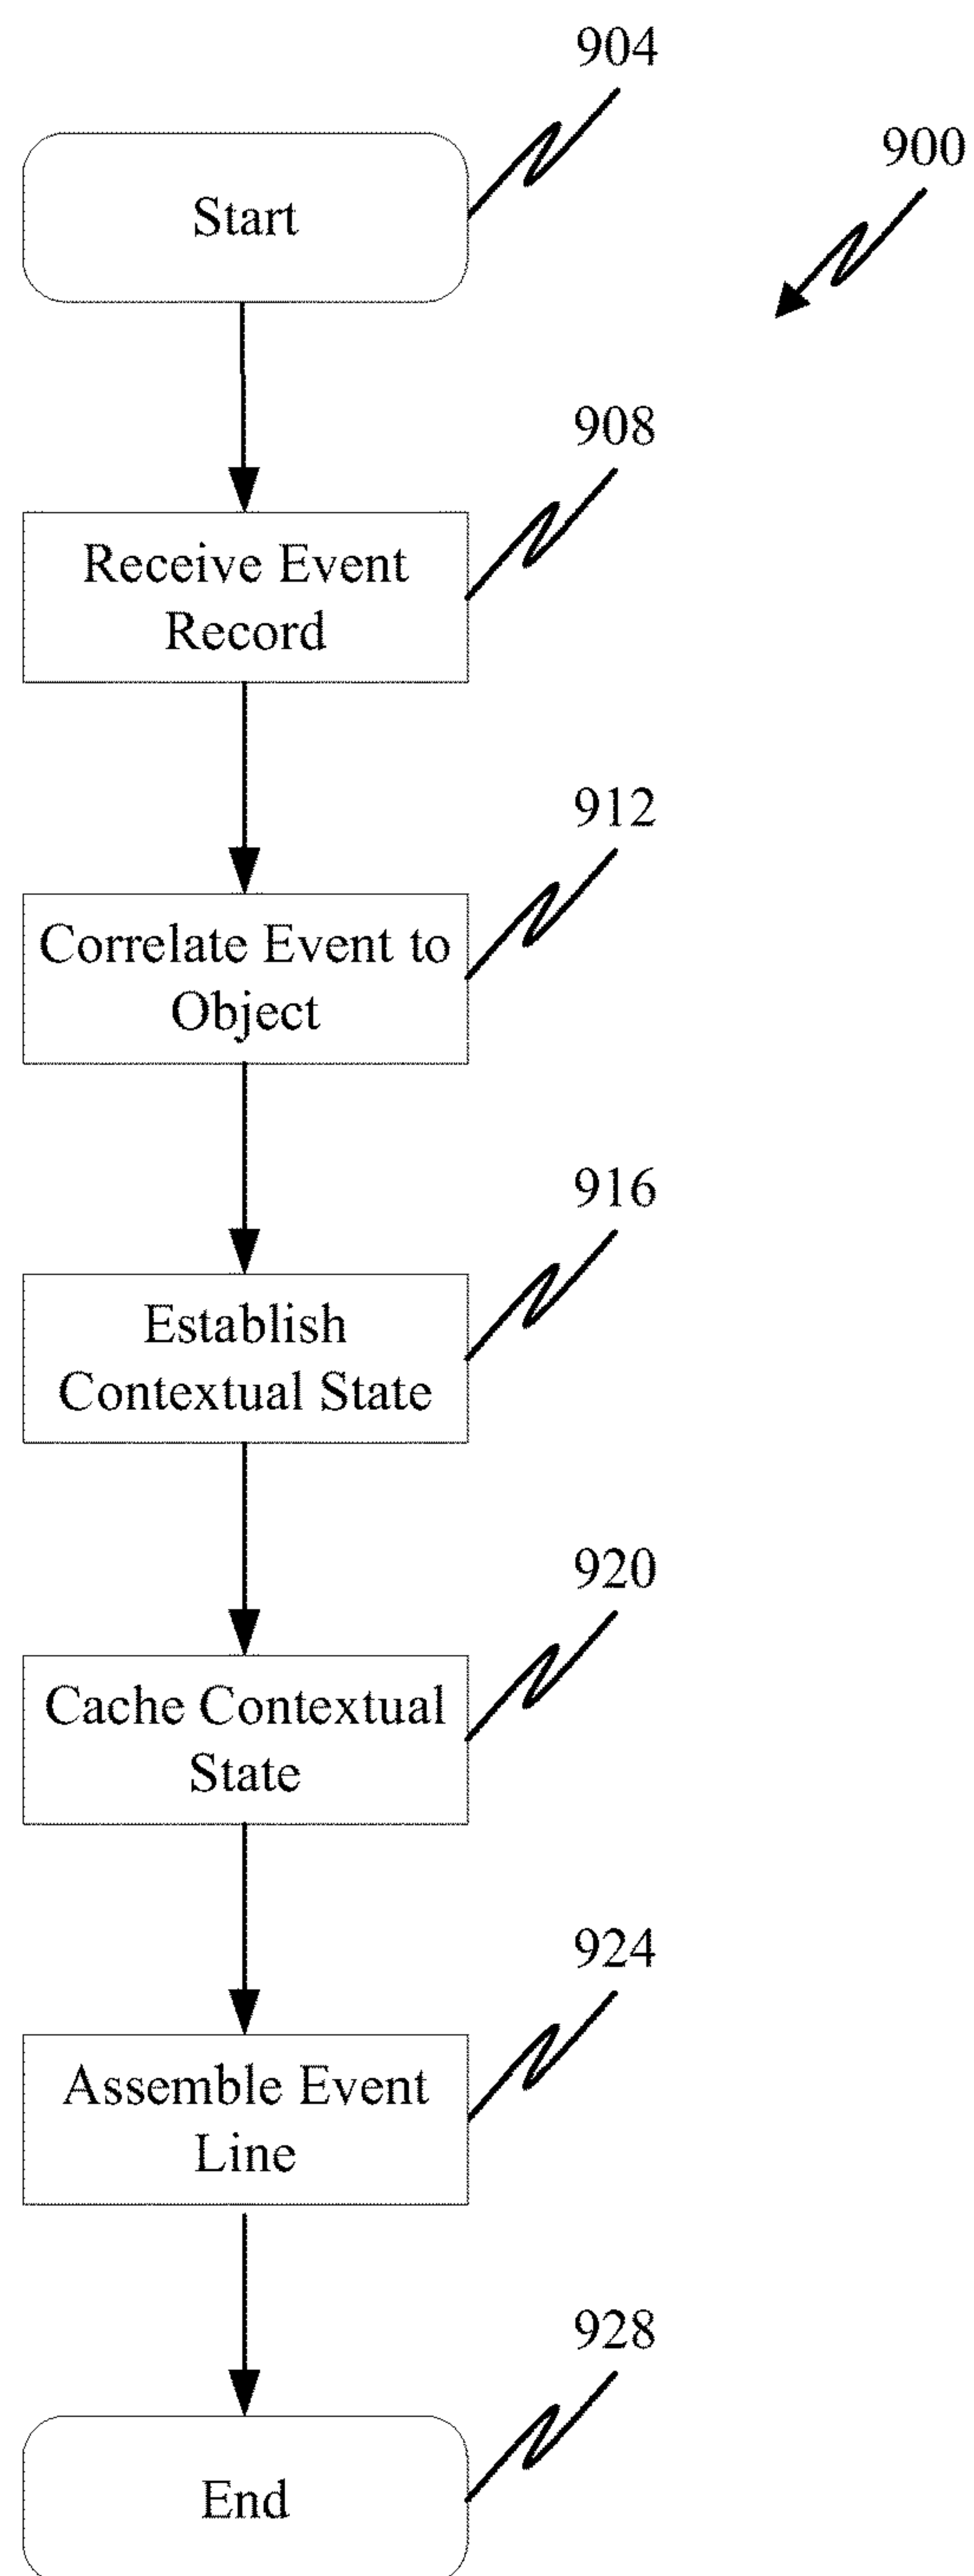 904
900
Start
908
Receive Event
Record
912
Correlate Event to
Object
916
Establish
Contextual State
920
Cache Contextual
State
924
Assemble Event
Line
928
End